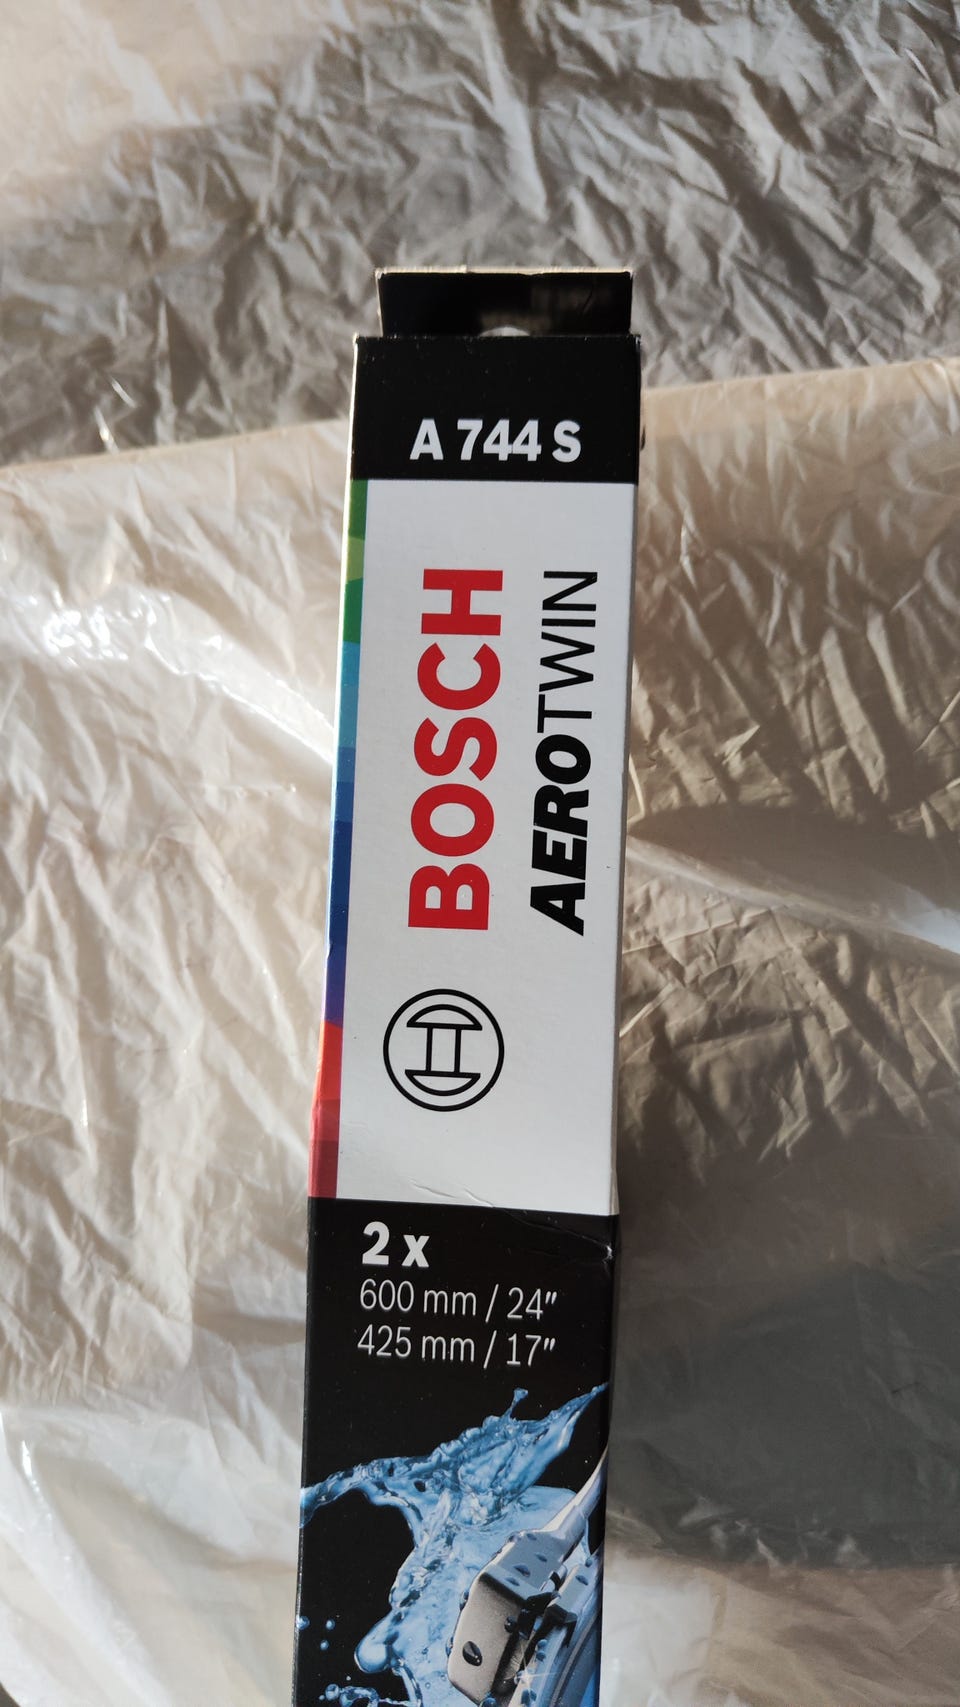 A 744 S
BOSCH
AEROTWIN
2 x
600 mm / 24"
425 mm / 17"